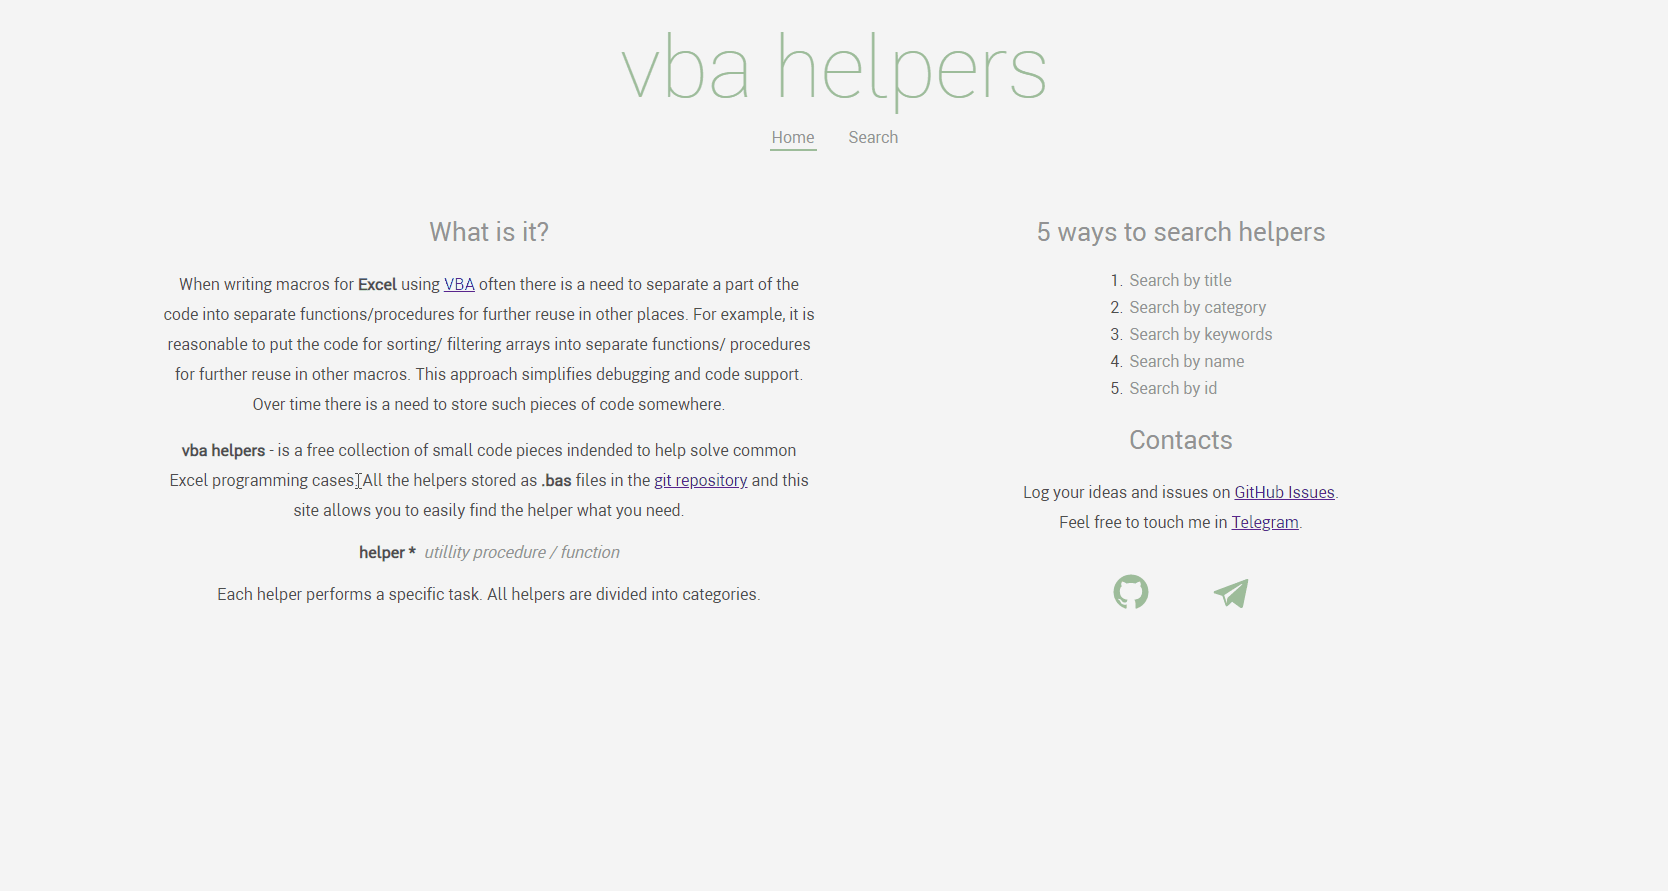 vba helpers
Home Search
What is it?
When writing macros for Excel using VBA often there is a need to separate a part of the
code into separate functions/procedures for further reuse in other places. For example, it is
reasonable to put the code for sorting/ filtering arrays into separate functions/ procedures
for further reuse in other macros. This approach simplifies debugging and code support.
Over time there is a need to store such pieces of code somewhere.
vba helpers - is a free collection of small code pieces indended to help solve common
Excel programming cases. All the helpers stored as .bas files in the git repository and this
site allows you to easily find the helper what you need.
helper * utillity procedure / function
Each helper performs a specific task. All helpers are divided into categories.
5 ways to search helpers
1. Search by title
2. Search by category
3. Search by keywords
4. Search by name
5. Search by id
Contacts
Log your ideas and issues on GitHub Issues.
Feel free to touch me in Telegram.